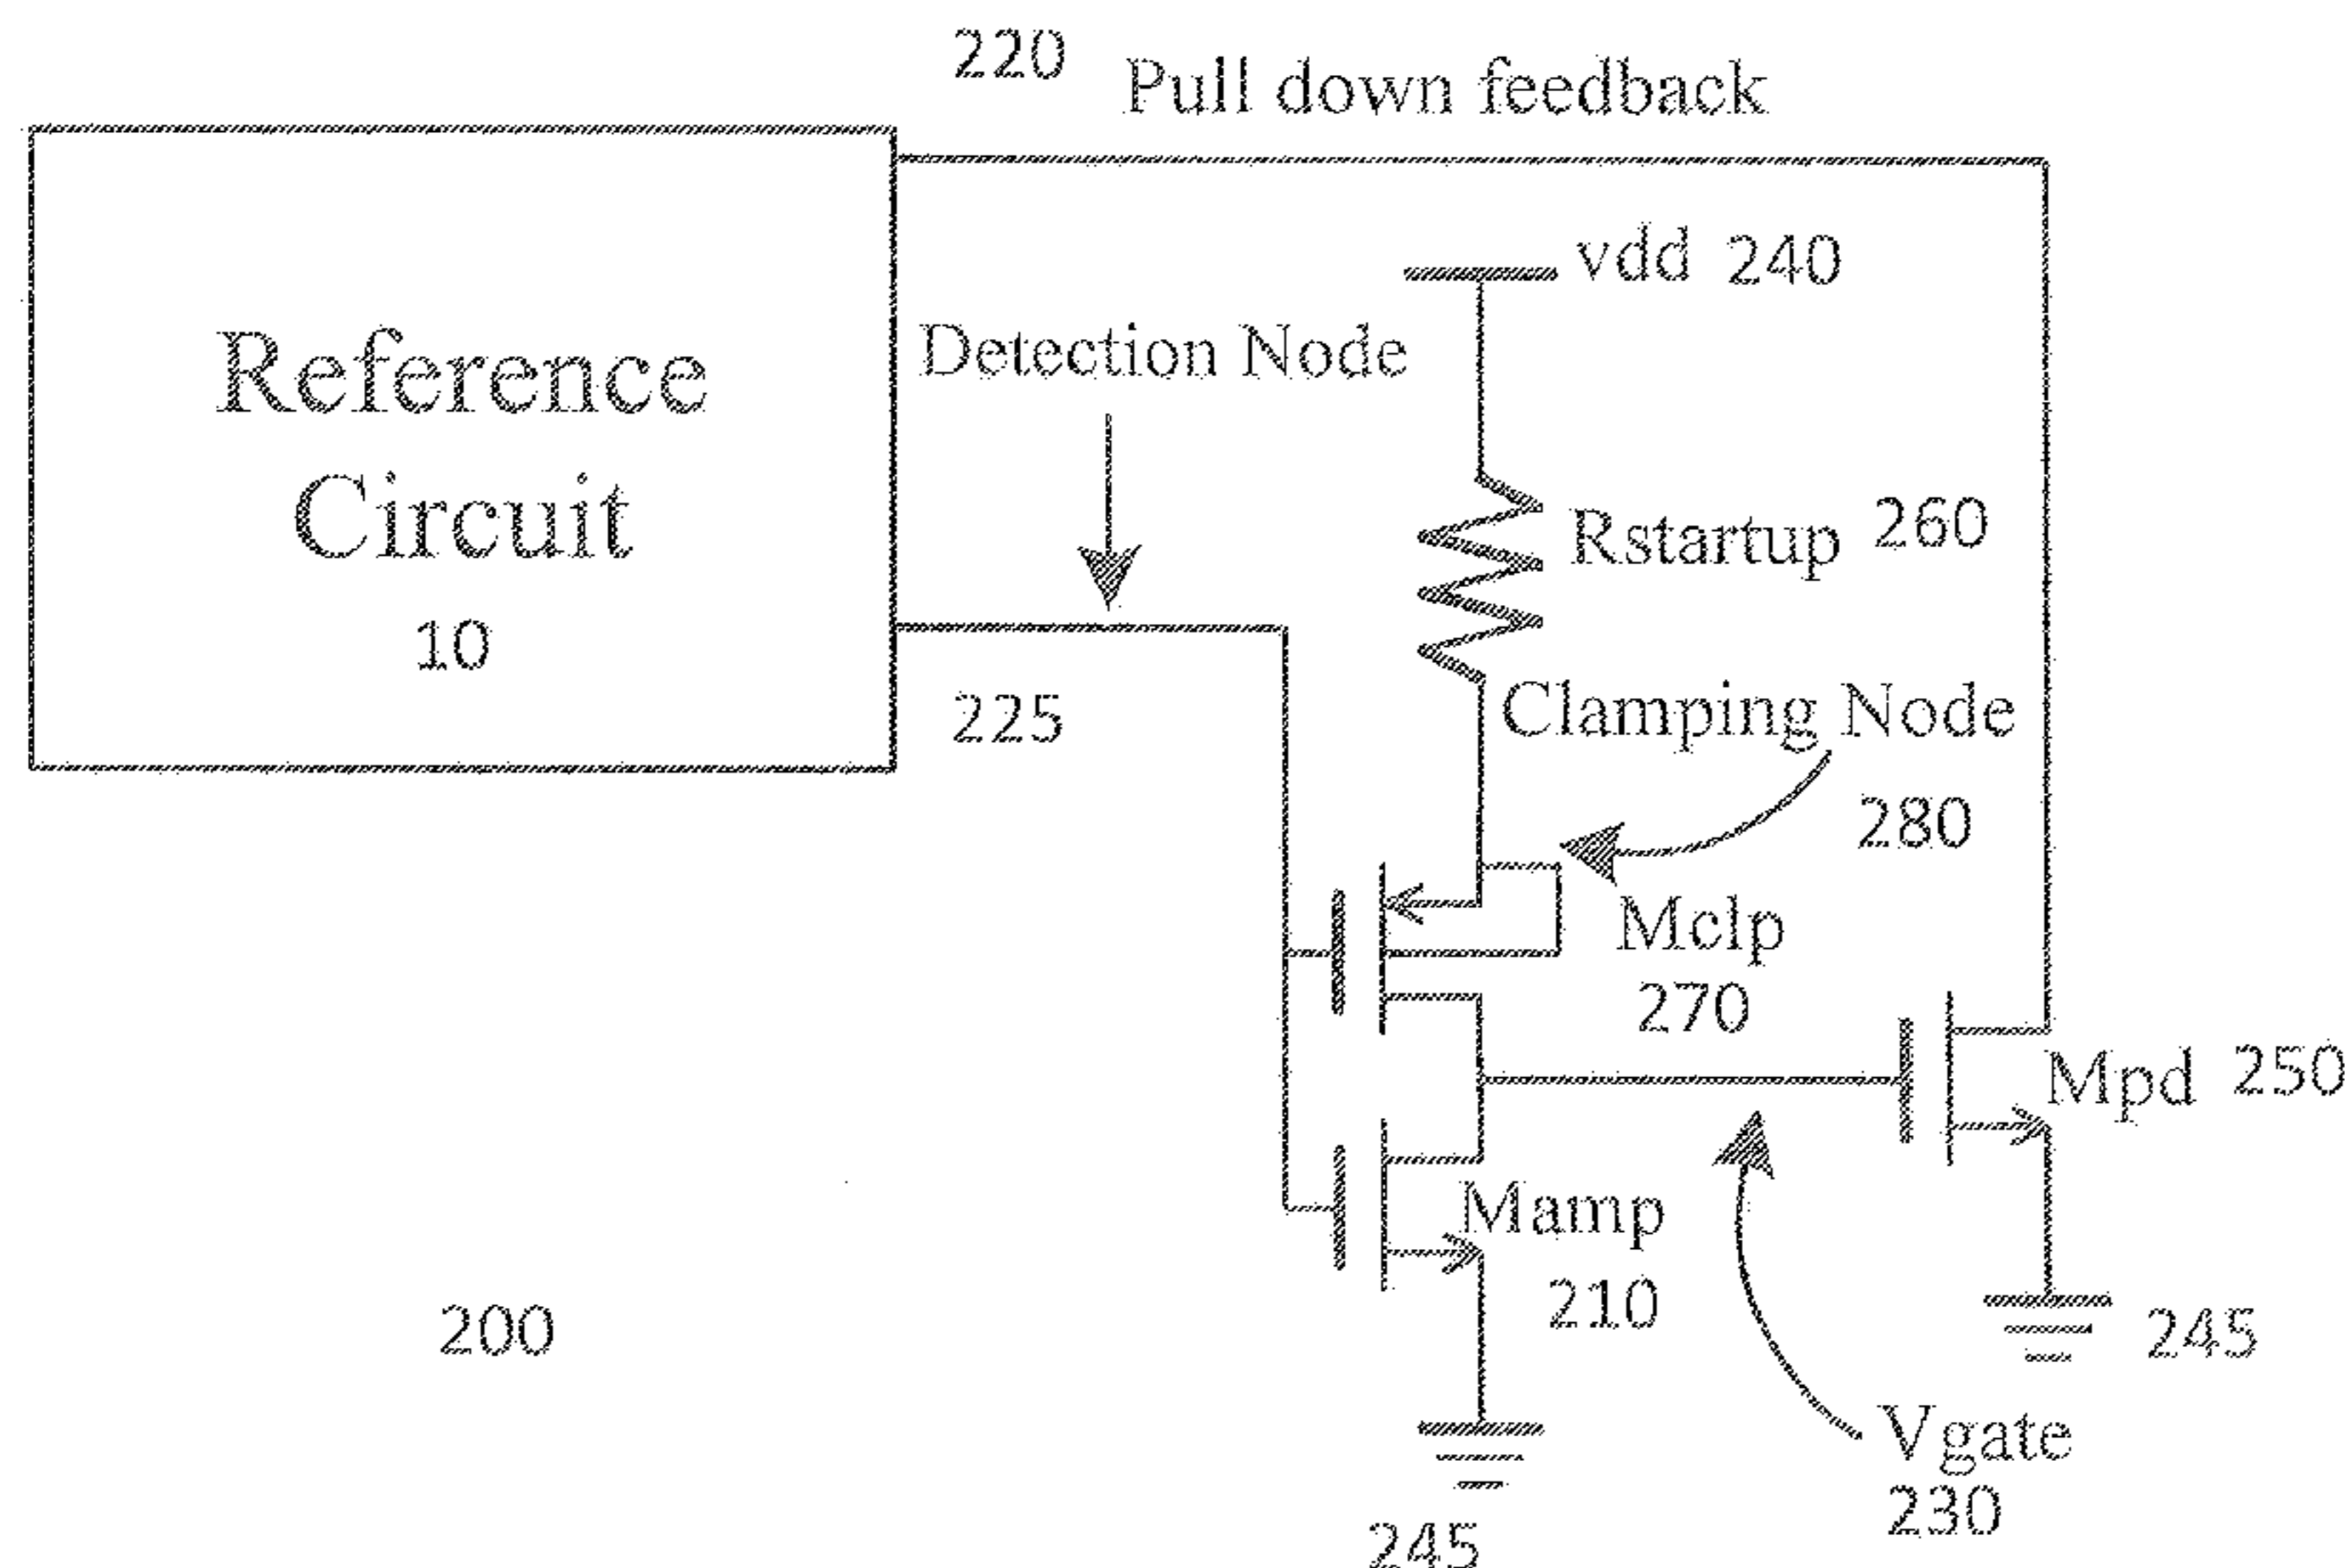 220
Pull down feedback
vdd 240
Detection Node
Reference
Circuit
10
Rstartup 260
225
Clamping Node
280
Mclp
270
Mpd 250
Mamp
210
200
245
Vgate
230
245